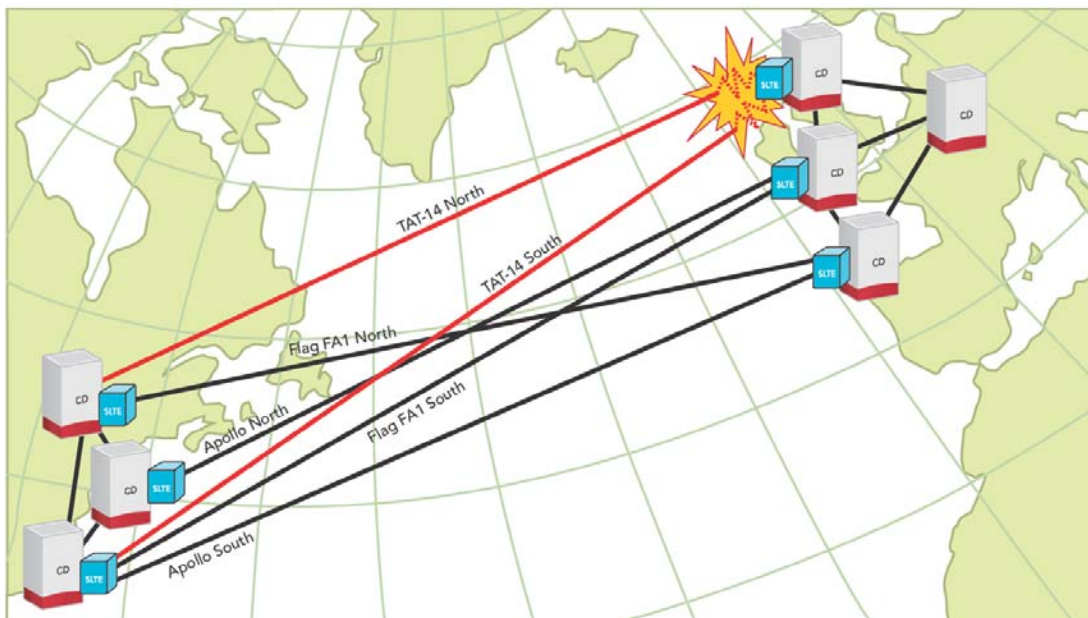 CD
SLTE
CD
TAT-14 North
CD
SLTE
TAT-14 South
CD
SLTE
Flag FA1 North
CD
SLTE
Apollo North
Flag FA1 South
CD
SLTE
Apollo South
CD
SLTE